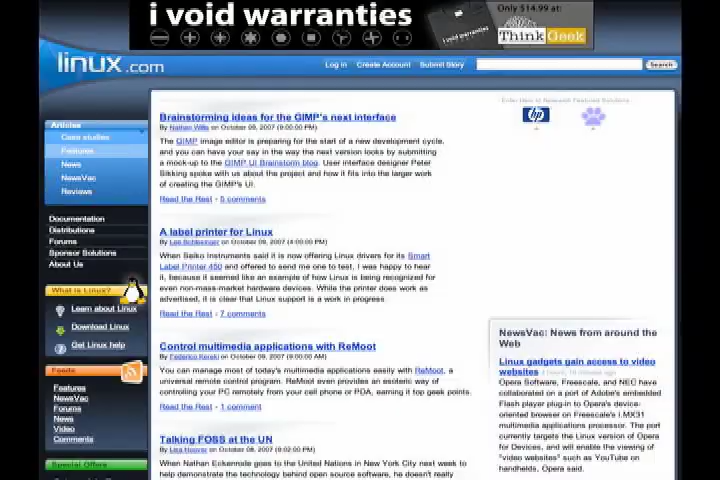 i void warranties
i void warranties
Only $14.99 at:
ThinkGeek
linux.com
Log in Create Account Submit Story
Search
Articles
Case studies
Features
News
NewsVac
Reviews
Documentation
Distributions
Forums
Sponsor Solutions
About Us
What is Linux?
Learn about Linux
Download Linux
Get Linux help
Feeds
Features
NewsVac
Forums
News
Video
Comments
Special Offers
Brainstorming ideas for the GIMP's next interface
By Nathan Willis on October 09, 2007 (9:00:00 PM)
The GIMP image editor is preparing for the start of a new development cycle,
and you can have your say in the way the next version looks by submitting
a mock-up to the GIMP UI Brainstorm blog. User interface designer Peter
Sikking spoke with us about the project and how it fits into the larger work
of creating the GIMP's UI.
Read the Rest - 5 comments
A label printer for Linux
By Lee Schlesinger on October 09, 2007 (4:00:00 PM)
When Seiko Instruments said it is now offering Linux drivers for its Smart
Label Printer 450 and offered to send me one to test, I was happy to hear
it, because it seemed like an example of how Linux is being recognized for
even non-mass-market hardware devices. While the printer does work as
advertised, it is clear that Linux support is a work in progress.
Read the Rest - 7 comments
Control multimedia applications with ReMoot
By Federico Kereki on October 09, 2007 (9:00:00 AM)
You can manage most of today's multimedia applications easily with ReMoot, a
universal remote control program. ReMoot even provides an esoteric way of
controlling your PC remotely from your cell phone or PDA, earning it top geek points.
Read the Rest - 1 comment
Talking FOSS at the UN
By Lisa Hoover on October 08, 2007 (9:02:00 PM)
When Nathan Eckenrode goes to the United Nations in New York City next week to
help demonstrate the technology behind open source software, he doesn't really
Enter Here to Research Featured Solutions
hp
NewsVac: News from around the
Web
Linux gadgets gain access to video
websites
Opera Software, Freescale, and NEC have
collaborated on a port of Adobe's embedded
Flash player plug-in to Opera's device-
oriented browser on Freescale's i.MX31
multimedia applications processor. The
port currently targets the Linux version of Opera
for Devices, and will enable the viewing of
"video websites" such as YouTube on
handhelds, Opera said.